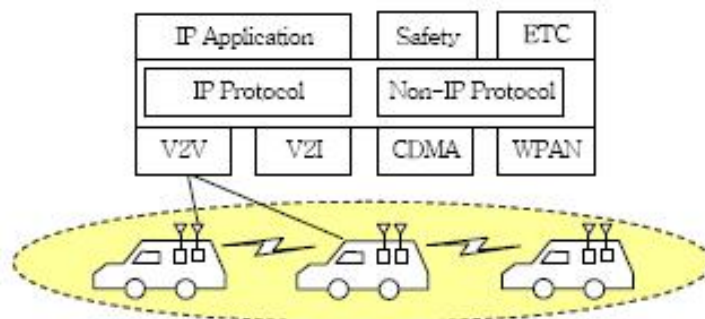 IP Application
Safety
ETC
IP Protocol
Non-IP Protocol
V2V
V2I
CDMA
WPAN